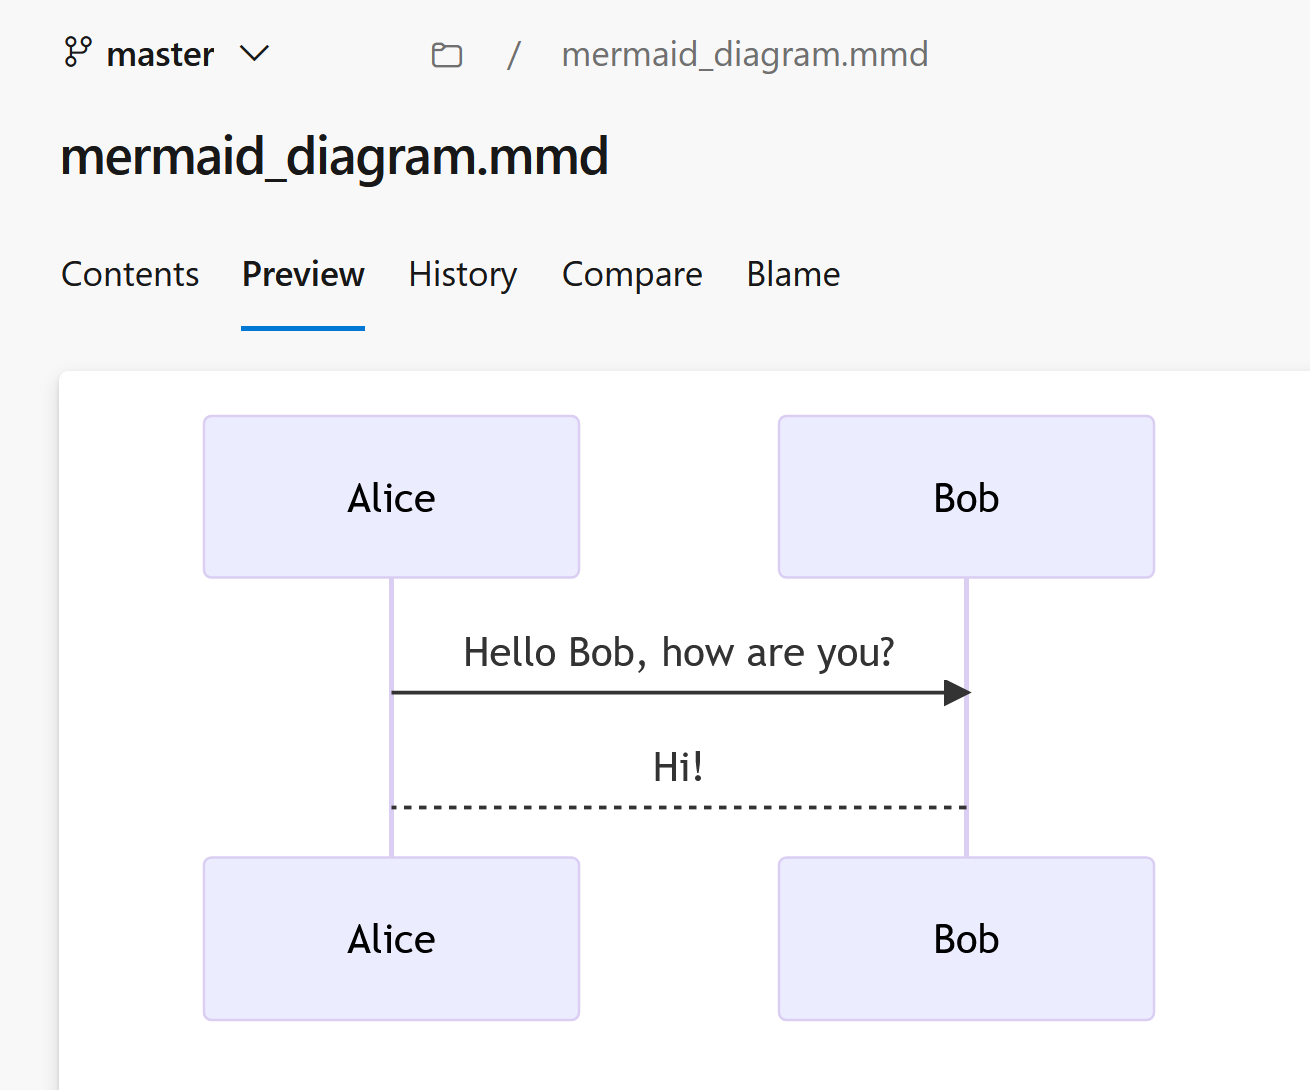 master / mermaid_diagram.mmd
mermaid_diagram.mmd
Contents Preview History Compare Blame
Alice Bob
Hello Bob, how are you?
Hi!
Alice Bob